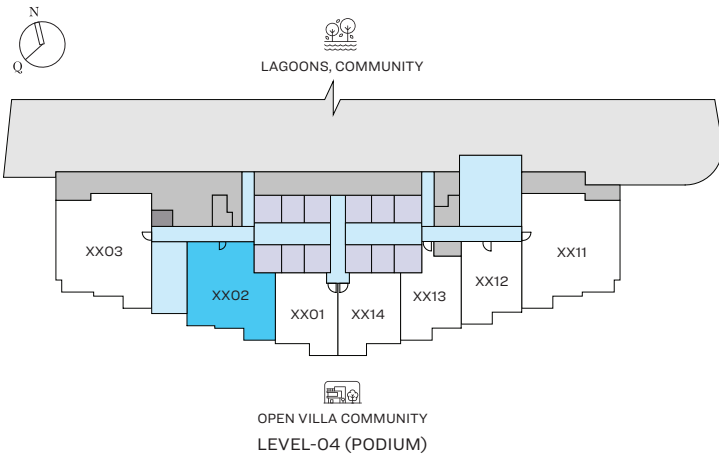 N
Q
LAGOONS, COMMUNITY
XX03
XX02
XX01
XX14
XX13
XX12
XX11
OPEN VILLA COMMUNITY
LEVEL-04 (PODIUM)